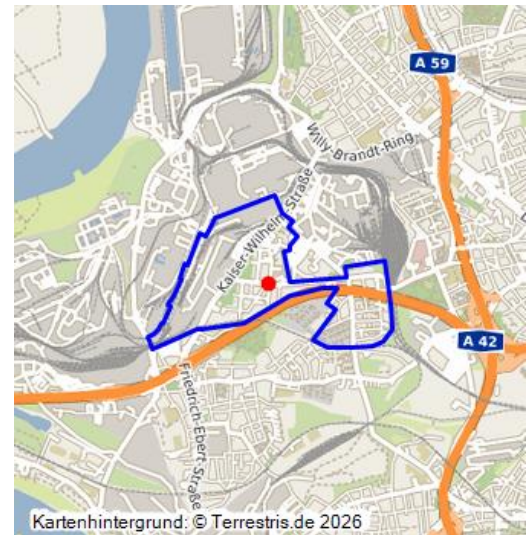 A 59
Willy-Brandt-Ring
Kaiser-Wilhelm-Straße
A 42
Friedrich-Ebert-Straße
Kartenhintergrund: © Terrestris.de 2026